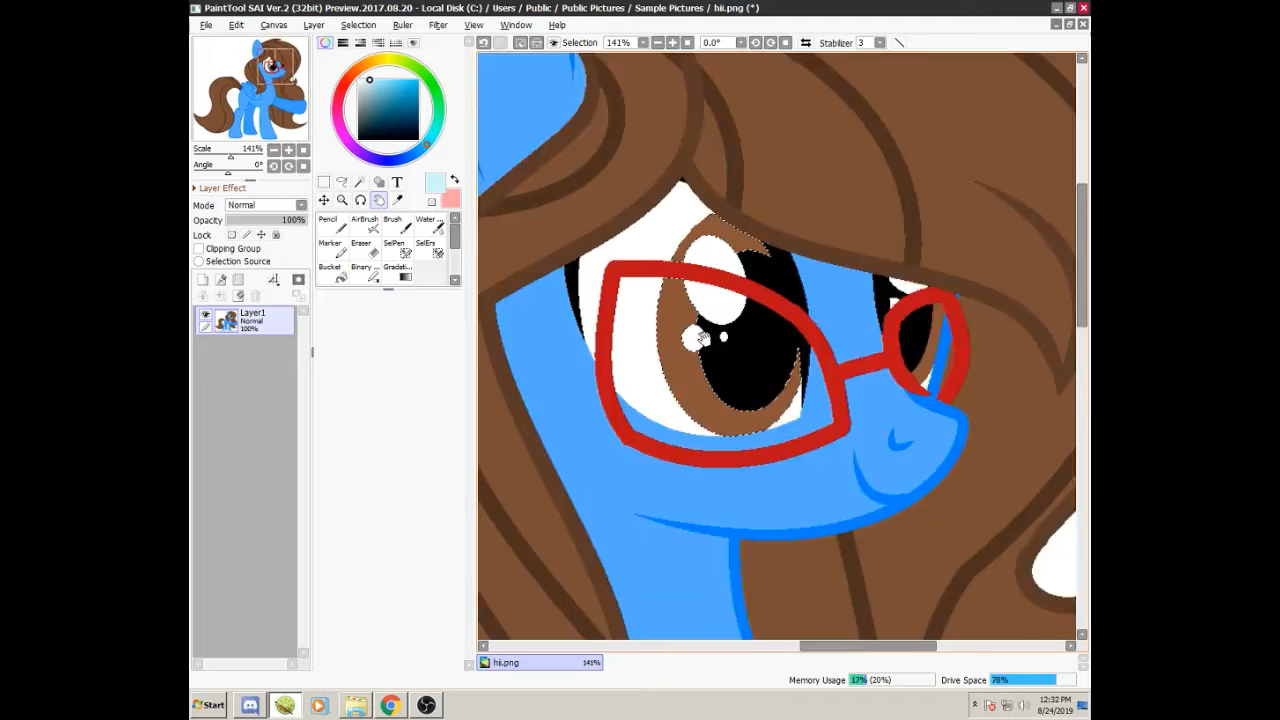 PaintTool SAI Ver.2 (32bit) Preview.2017.08.20 - Local Disk (C:) / Users / Public / Public Pictures / Sample Pictures / hii.png (*)
File Edit Canvas Layer Selection Ruler Filter View Window Help
Selection 141% 0.0° Stabilizer 3
Scale 141%
Angle 0°
Layer Effect
Mode Normal
Opacity 100%
Lock
Clipping Group
Selection Source
T
Pencil AirBrush Brush Water ...
Marker Eraser SelPen SelErs
Bucket Binary ... Gradati...
Layer1
Normal
100%
hii.png 141%
Memory Usage 17% (20%) Drive Space 78%
Start
12:32 PM
8/24/2019